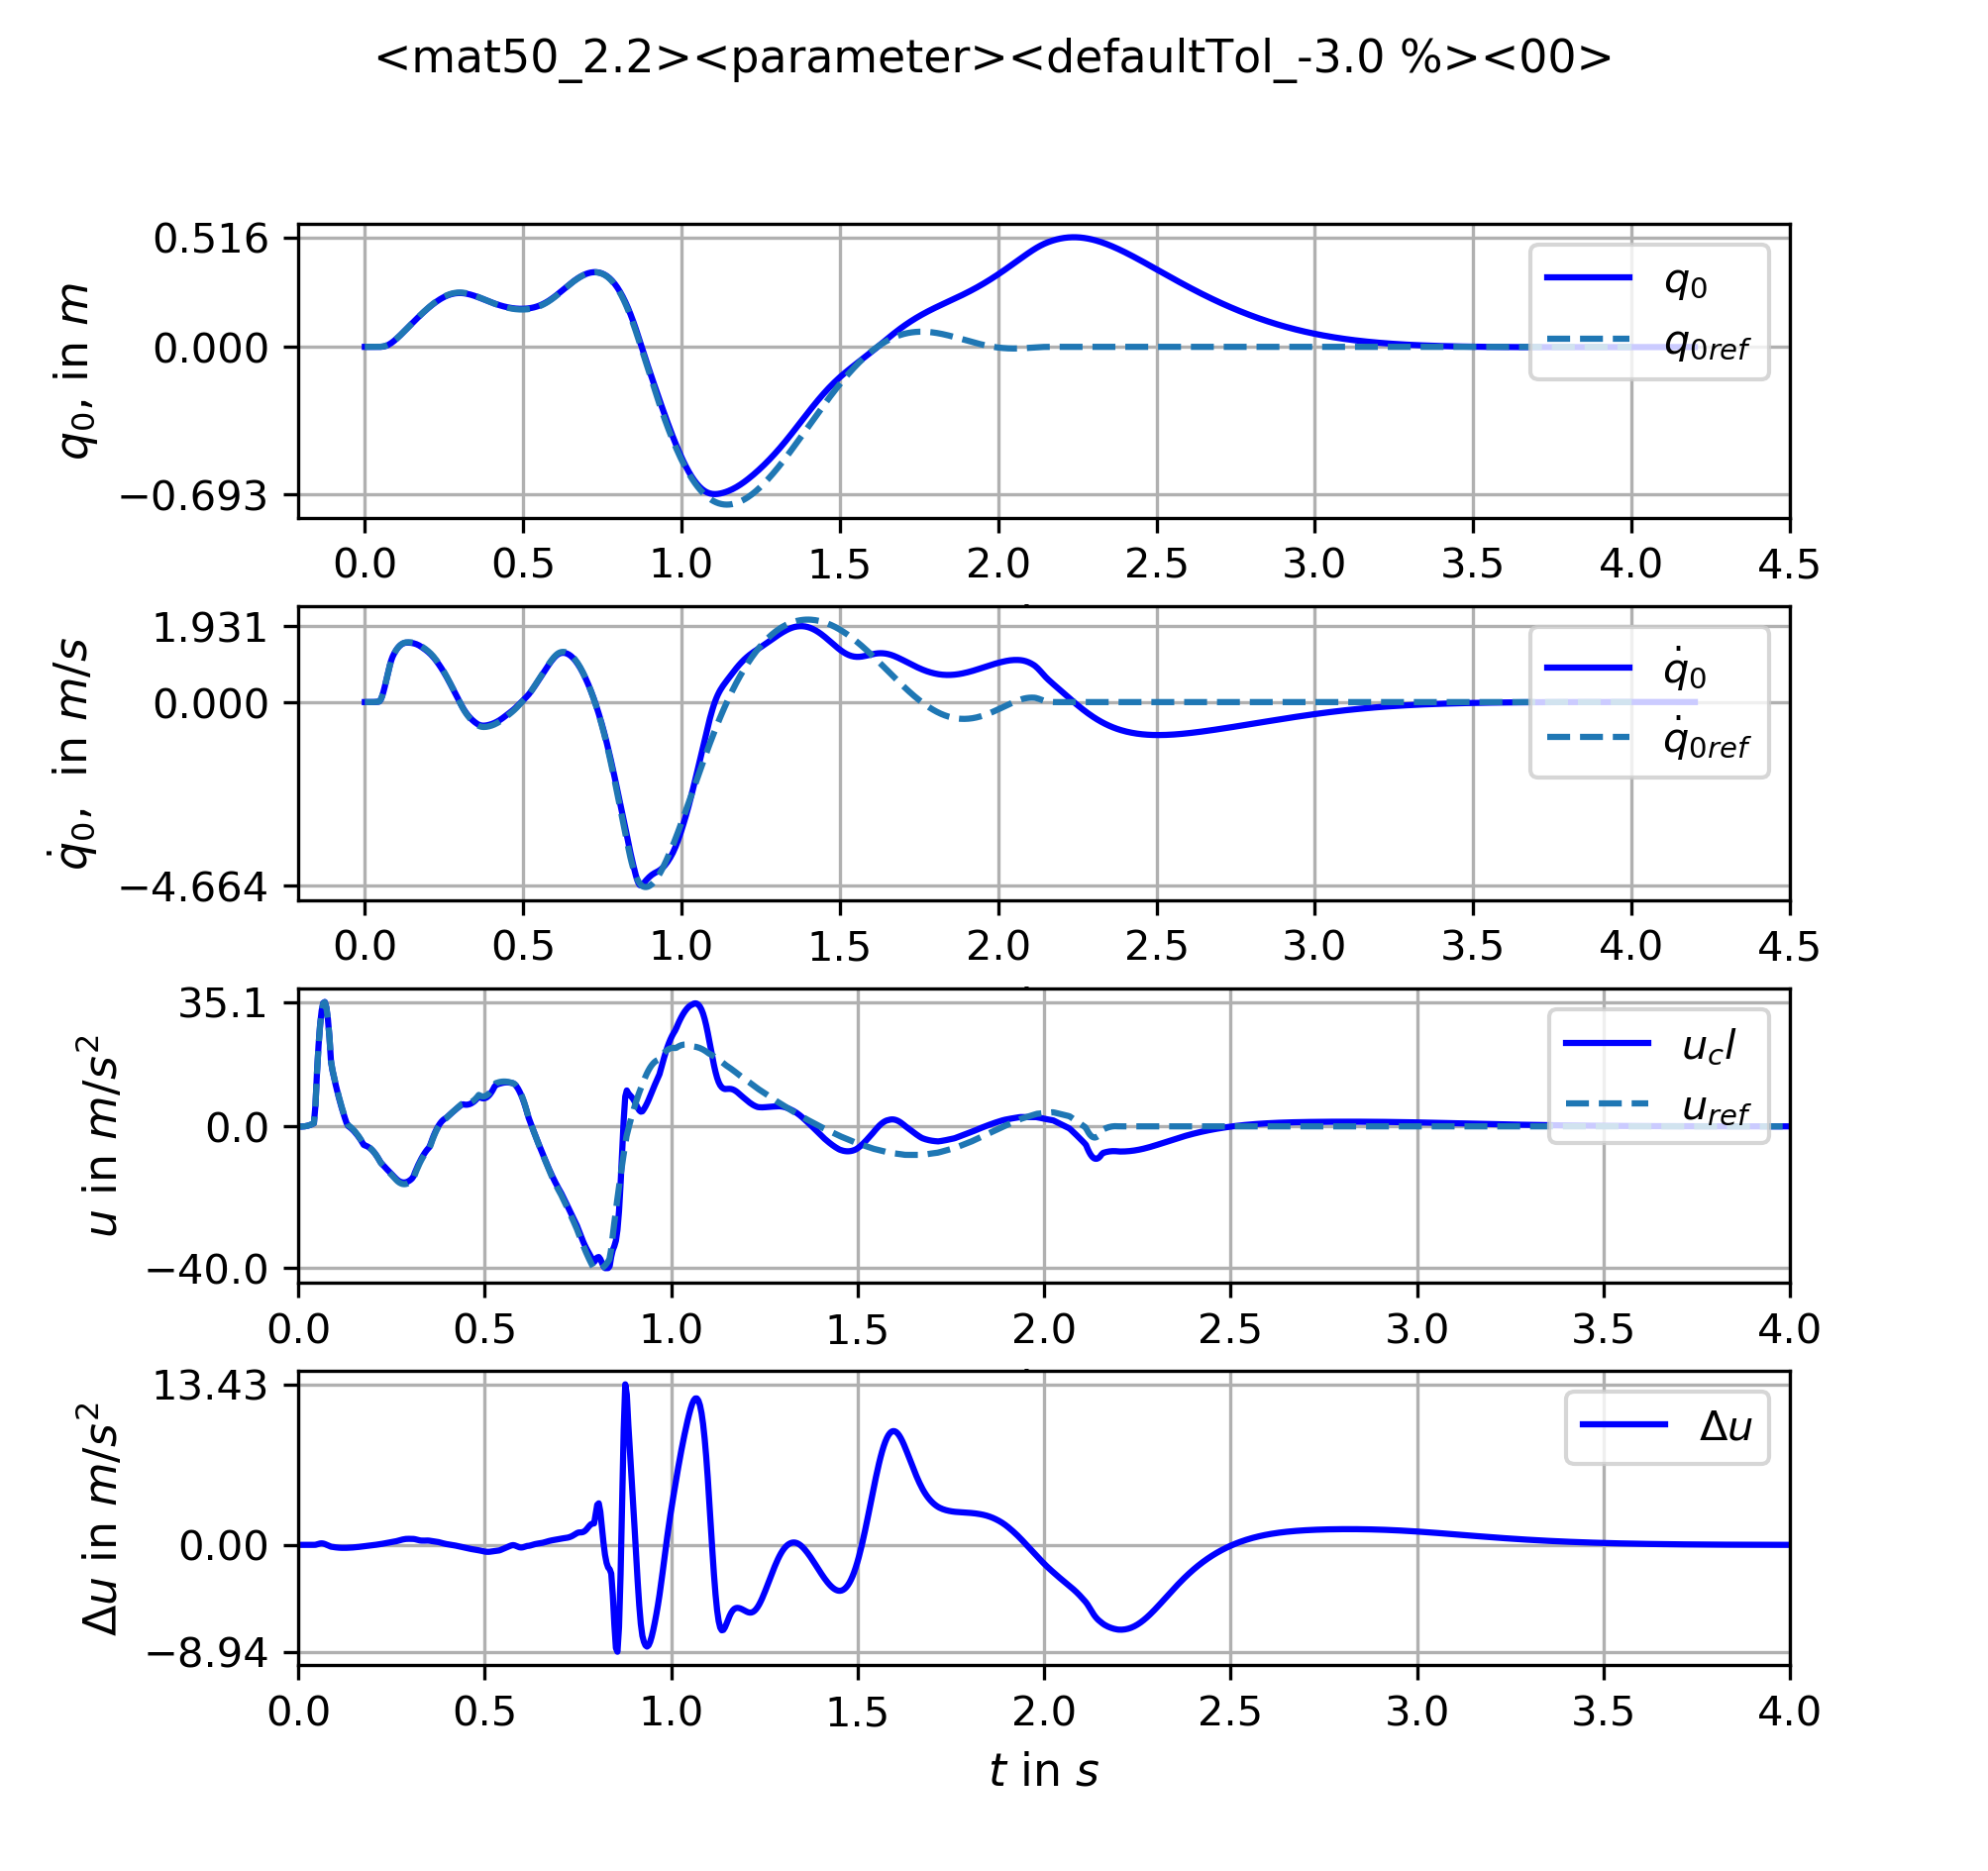 <mat50_2.2><parameter><defaultTol_-3.0 %><00>
q₀, in m
0.516
0.000
−0.693
q₀
q₀ref
0.0 0.5 1.0 1.5 2.0 2.5 3.0 3.5 4.0 4.5
q̇₀, in m/s
1.931
0.000
−4.664
q̇₀
q̇₀ref
0.0 0.5 1.0 1.5 2.0 2.5 3.0 3.5 4.0 4.5
u in m/s²
35.1
0.0
−40.0
u_cl
u_ref
0.0 0.5 1.0 1.5 2.0 2.5 3.0 3.5 4.0
Δu in m/s²
13.43
0.00
−8.94
Δu
0.0 0.5 1.0 1.5 2.0 2.5 3.0 3.5 4.0
t in s